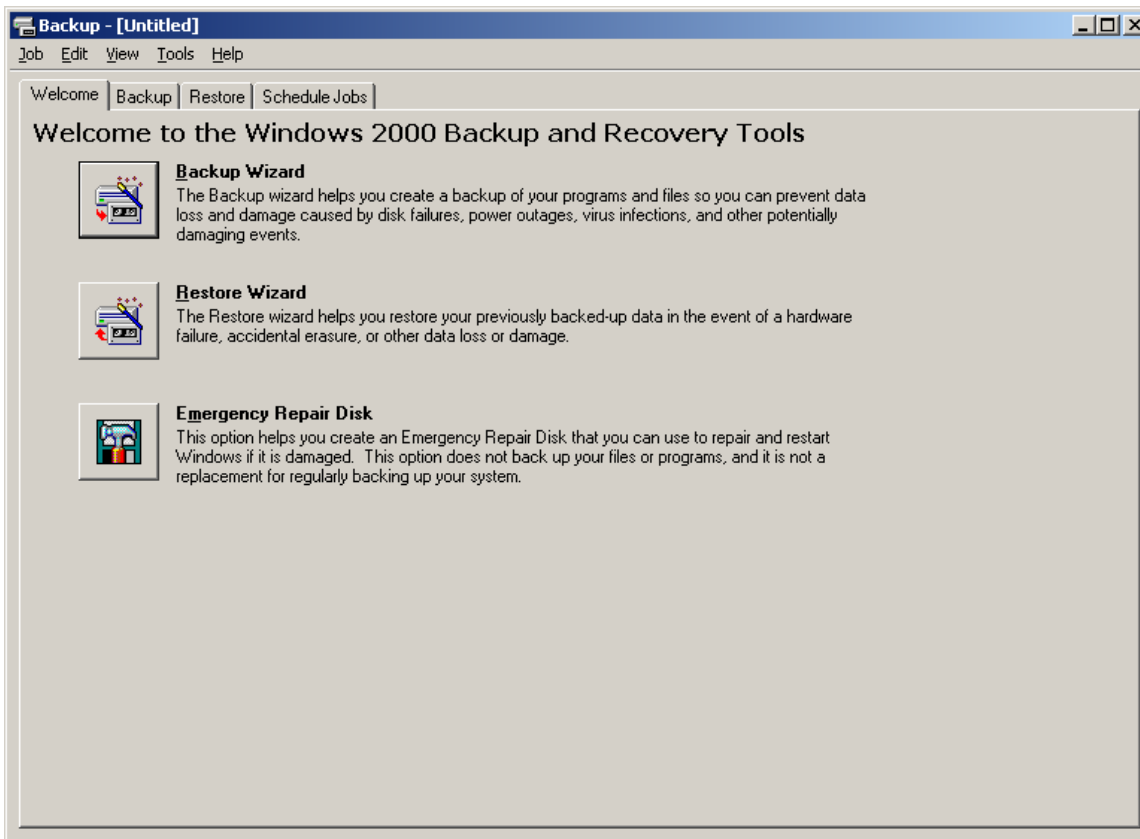 Backup - [Untitled]
Job Edit View Tools Help
Welcome Backup Restore Schedule Jobs
Welcome to the Windows 2000 Backup and Recovery Tools
Backup Wizard
The Backup wizard helps you create a backup of your programs and files so you can prevent data
loss and damage caused by disk failures, power outages, virus infections, and other potentially
damaging events.
Restore Wizard
The Restore wizard helps you restore your previously backed-up data in the event of a hardware
failure, accidental erasure, or other data loss or damage.
Emergency Repair Disk
This option helps you create an Emergency Repair Disk that you can use to repair and restart
Windows if it is damaged.  This option does not back up your files or programs, and it is not a
replacement for regularly backing up your system.